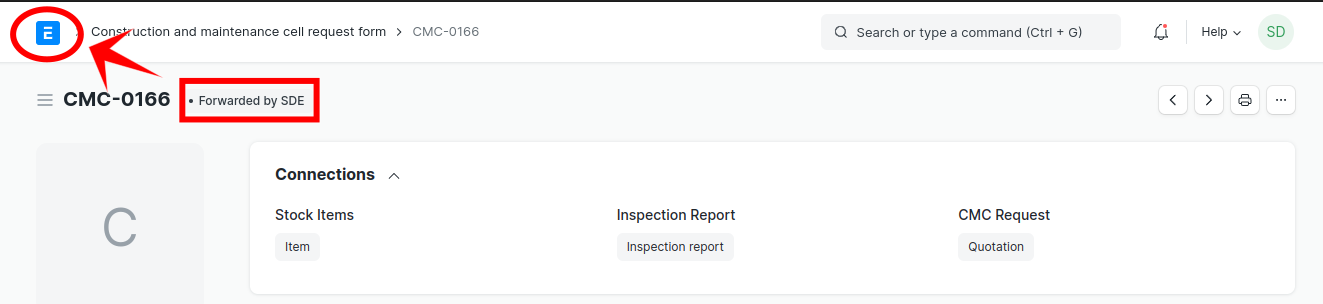 E Construction and maintenance cell request form > CMC-0166 Search or type a command (Ctrl + G) Help SD
CMC-0166 • Forwarded by SDE ...
C
Connections
Stock Items Inspection Report CMC Request
Item Inspection report Quotation